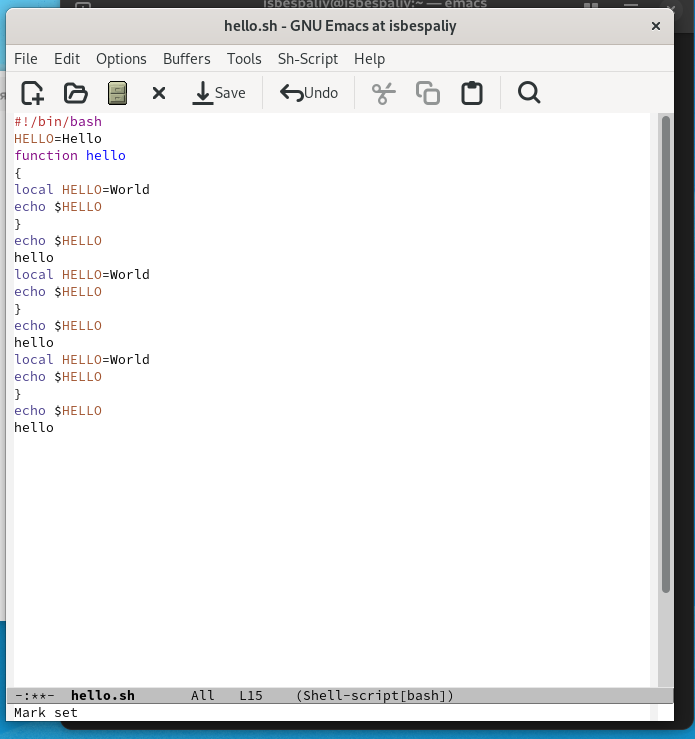 isbespaliy@isbespaliy:~ — emacs
hello.sh - GNU Emacs at isbespaliy
File Edit Options Buffers Tools Sh-Script Help
Save Undo
#!/bin/bash
HELLO=Hello
function hello
{
local HELLO=World
echo $HELLO
}
echo $HELLO
hello
local HELLO=World
echo $HELLO
}
echo $HELLO
hello
local HELLO=World
echo $HELLO
}
echo $HELLO
hello
-:**- hello.sh All L15 (Shell-script[bash])
Mark set